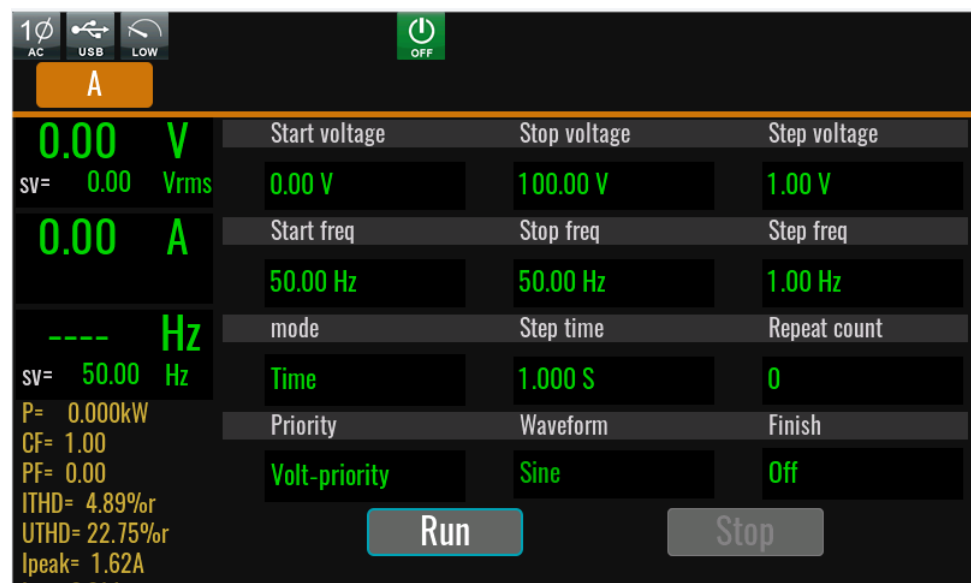 1Ø AC USB LOW OFF
A
0.00 V
sv= 0.00 Vrms
0.00 A
---- Hz
sv= 50.00 Hz
P= 0.000kW
CF= 1.00
PF= 0.00
ITHD= 4.89%r
UTHD= 22.75%r
Ipeak= 1.62A
Start voltage Stop voltage Step voltage
0.00 V 100.00 V 1.00 V
Start freq Stop freq Step freq
50.00 Hz 50.00 Hz 1.00 Hz
mode Step time Repeat count
Time 1.000 S 0
Priority Waveform Finish
Volt-priority Sine Off
Run Stop